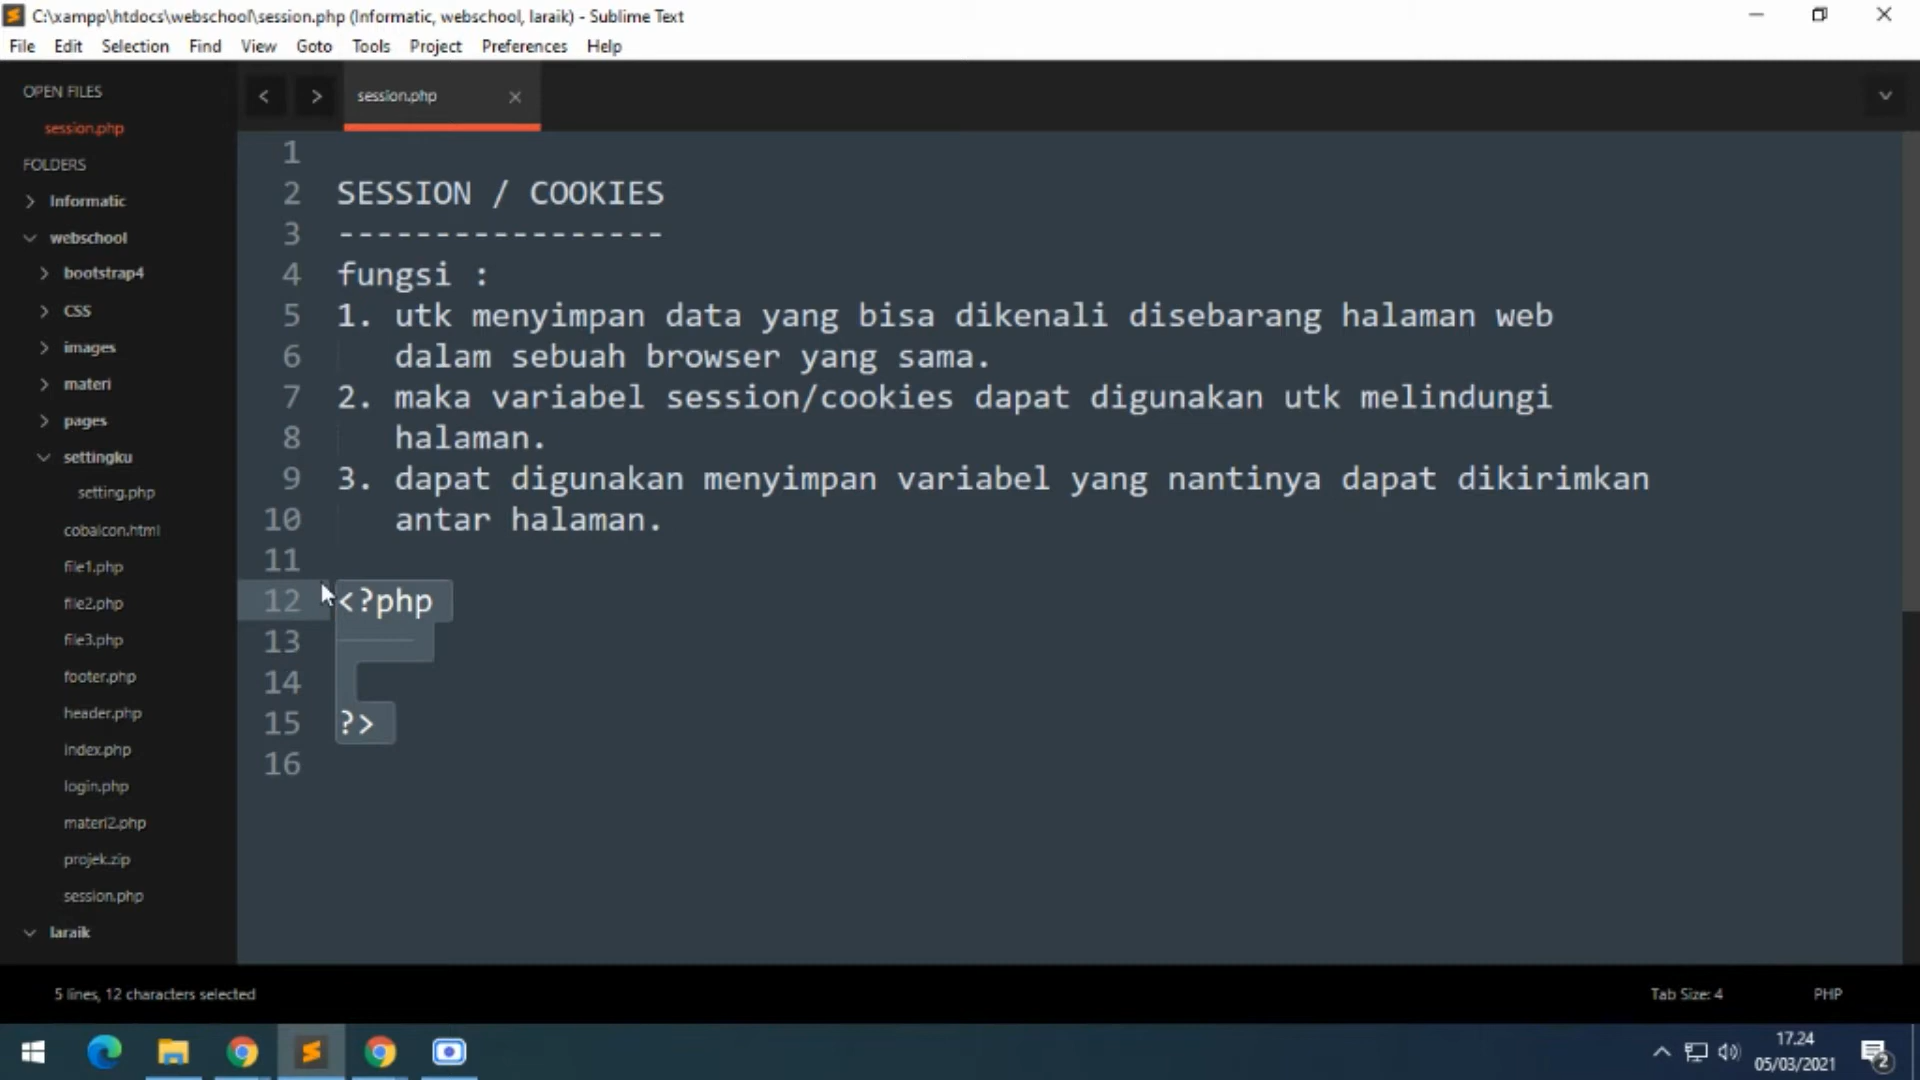 C:\xampp\htdocs\webschool\session.php (Informatic, webschool, laraik) - Sublime Text
File Edit Selection Find View Goto Tools Project Preferences Help
OPEN FILES
session.php
FOLDERS
Informatic
webschool
bootstrap4
CSS
images
materi
pages
settingku
setting.php
cobaicon.html
file1.php
file2.php
file3.php
footer.php
header.php
index.php
login.php
materi2.php
projek.zip
session.php
laraik
session.php
1
2 SESSION / COOKIES
3 -----------------
4 fungsi :
5 1. utk menyimpan data yang bisa dikenali disebarang halaman web
6 dalam sebuah browser yang sama.
7 2. maka variabel session/cookies dapat digunakan utk melindungi
8 halaman.
9 3. dapat digunakan menyimpan variabel yang nantinya dapat dikirimkan
10 antar halaman.
11
12 <?php
13
14
15 ?>
16
5 lines, 12 characters selected
Tab Size: 4 PHP
17.24
05/03/2021
2